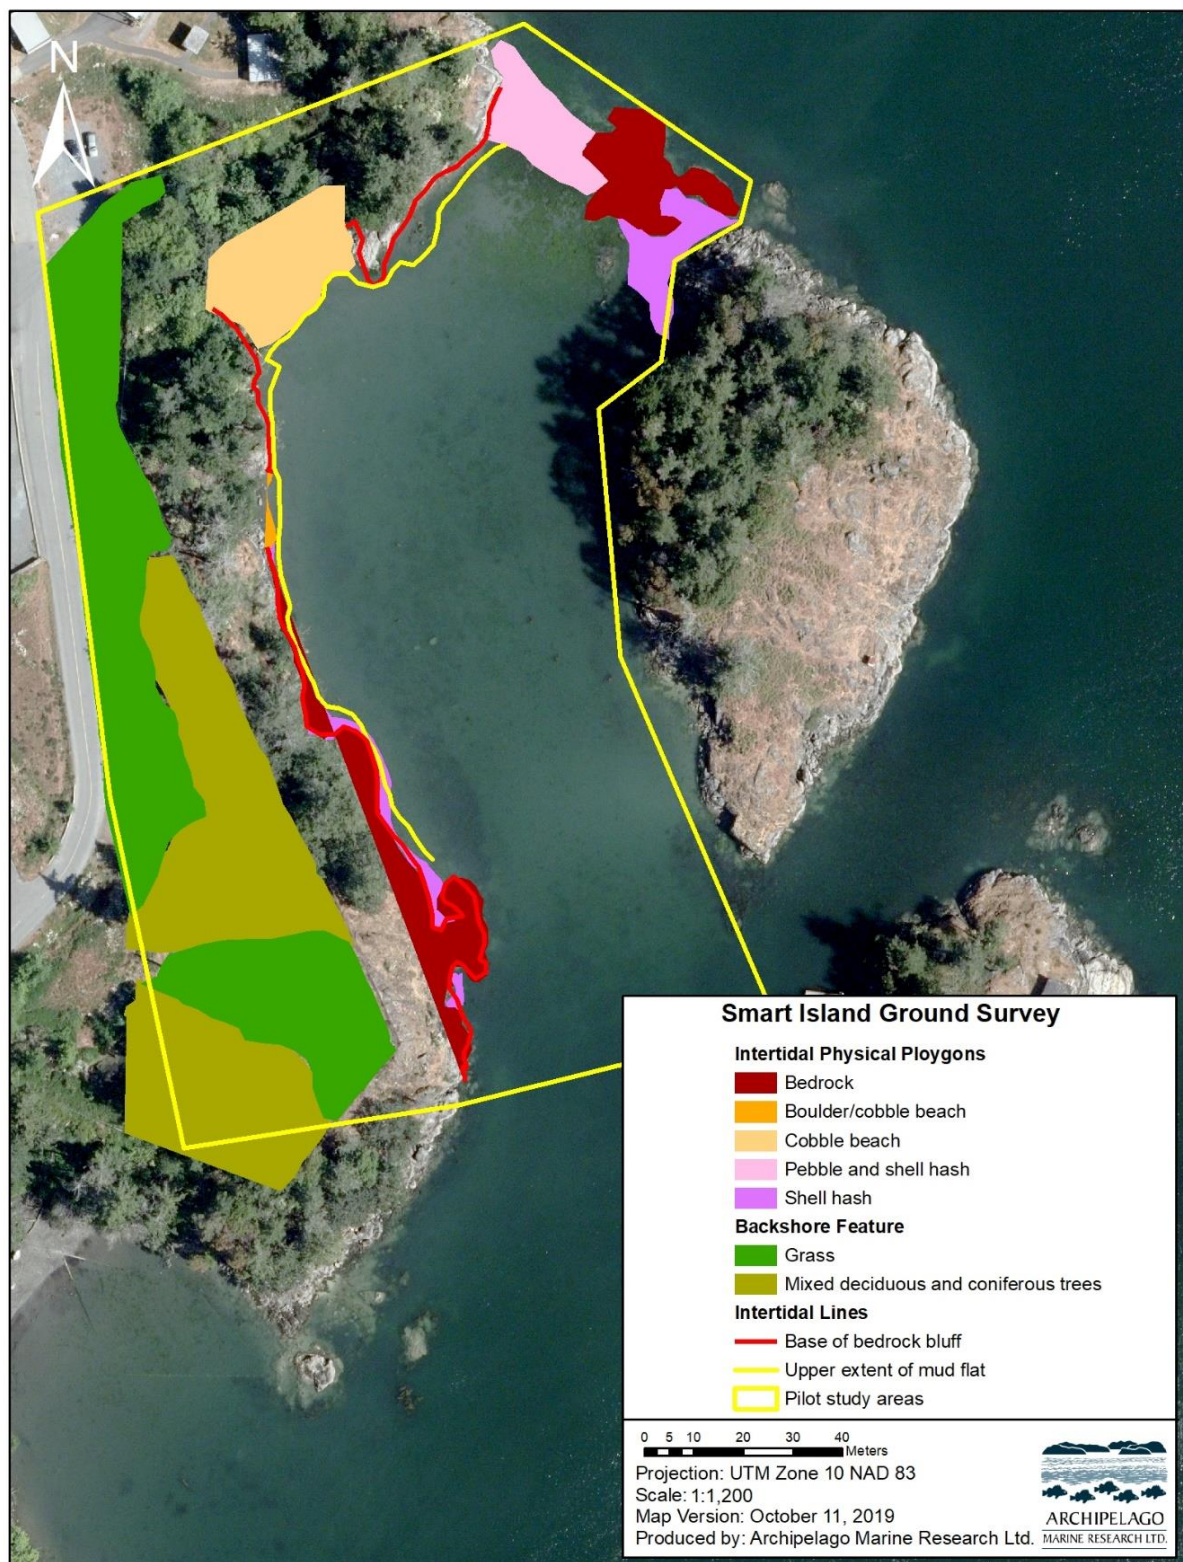 N
Smart Island Ground Survey
Intertidal Physical Ploygons
Bedrock
Boulder/cobble beach
Cobble beach
Pebble and shell hash
Shell hash
Backshore Feature
Grass
Mixed deciduous and coniferous trees
Intertidal Lines
Base of bedrock bluff
Upper extent of mud flat
Pilot study areas
0 5 10 20 30 40
Meters
Projection: UTM Zone 10 NAD 83
Scale: 1:1,200
Map Version: October 11, 2019
Produced by: Archipelago Marine Research Ltd.
ARCHIPELAGO
MARINE RESEARCH LTD.